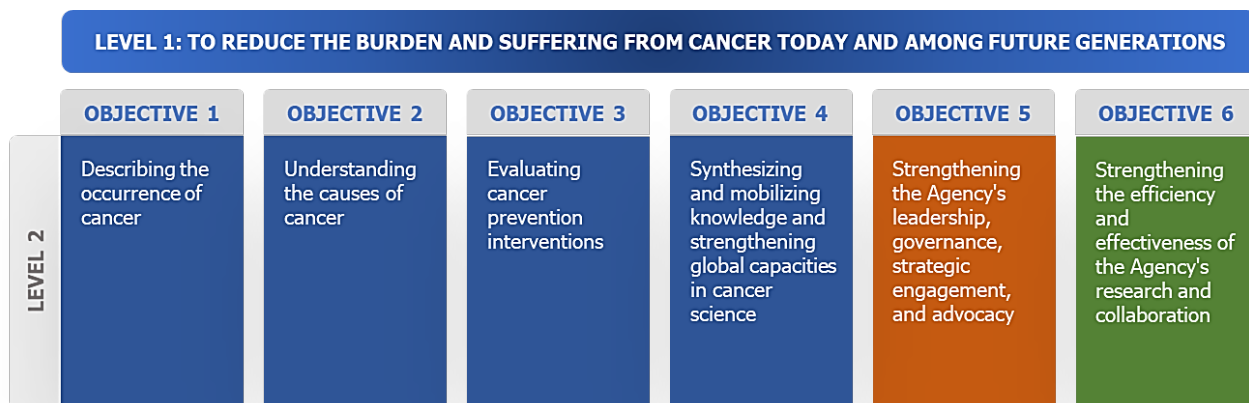 LEVEL 1: TO REDUCE THE BURDEN AND SUFFERING FROM CANCER TODAY AND AMONG FUTURE GENERATIONS
LEVEL 2
OBJECTIVE 1
Describing the
occurrence of
cancer
OBJECTIVE 2
Understanding
the causes of
cancer
OBJECTIVE 3
Evaluating
cancer
prevention
interventions
OBJECTIVE 4
Synthesizing
and mobilizing
knowledge and
strengthening
global capacities
in cancer
science
OBJECTIVE 5
Strengthening
the Agency's
leadership,
governance,
strategic
engagement,
and advocacy
OBJECTIVE 6
Strengthening
the efficiency
and
effectiveness of
the Agency's
research and
collaboration